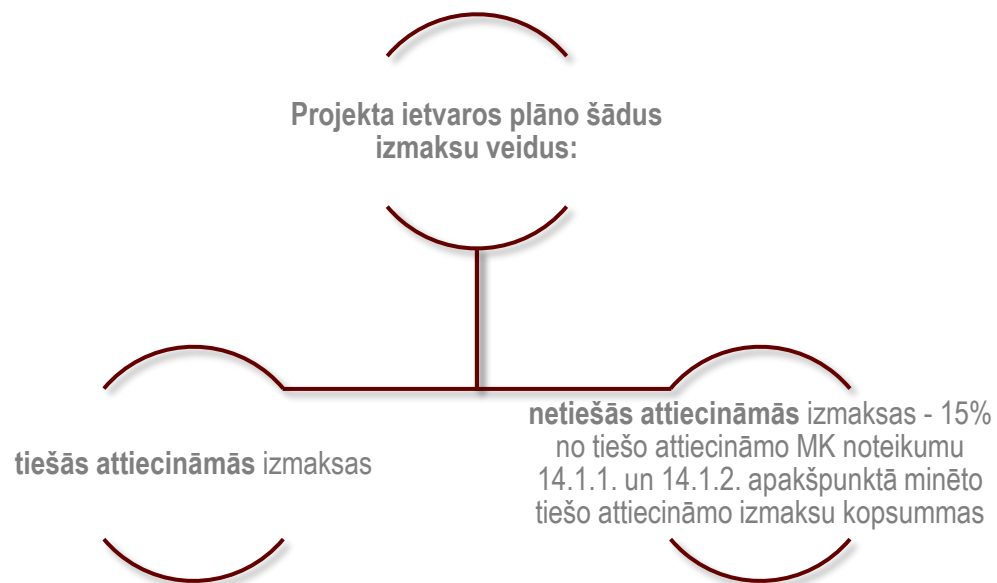 Projekta ietvaros plāno šādus
izmaksu veidus:
tiešās attiecināmās izmaksas
netiešās attiecināmās izmaksas - 15%
no tiešo attiecināmo MK noteikumu
14.1.1. un 14.1.2. apakšpunktā minēto
tiešo attiecināmo izmaksu kopsummas